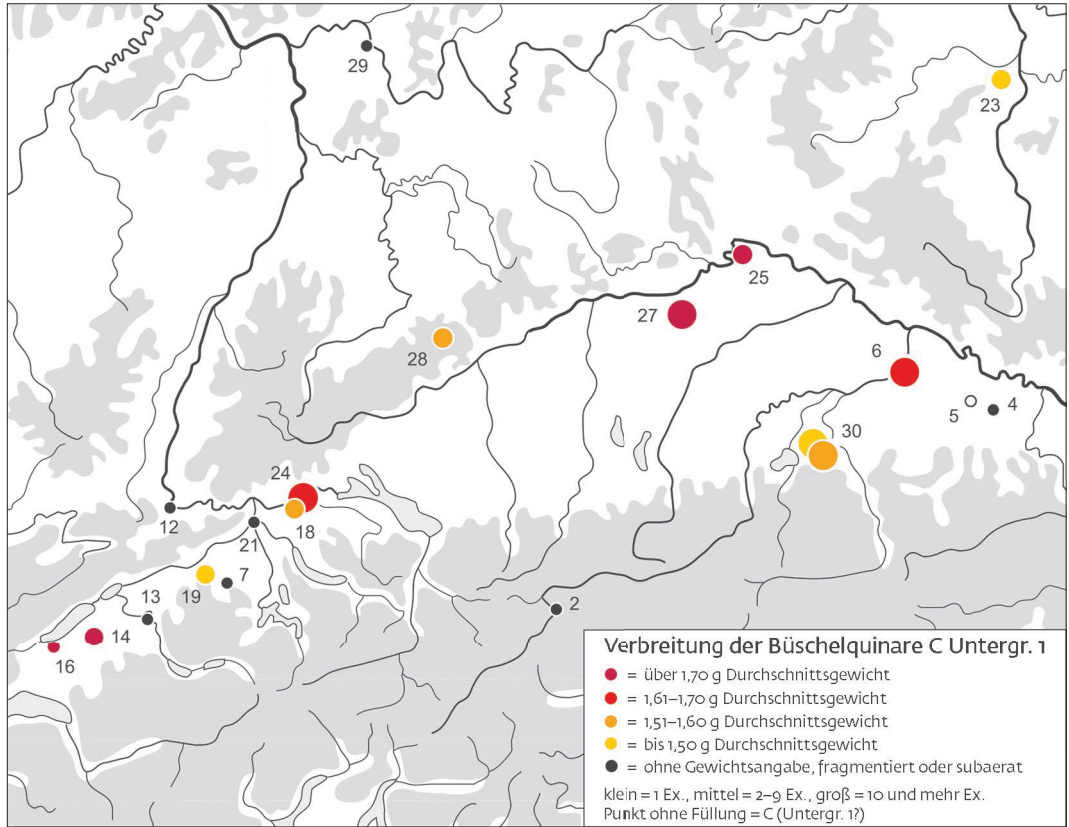 29
23
25
27
28
6
5
4
30
24
18
12
21
7
19
13
14
16
2
Verbreitung der Büschelquinare C Untergr. 1
= über 1,70 g Durchschnittsgewicht
= 1,61–1,70 g Durchschnittsgewicht
= 1,51–1,60 g Durchschnittsgewicht
= bis 1,50 g Durchschnittsgewicht
= ohne Gewichtsangabe, fragmentiert oder subaerat
klein = 1 Ex., mittel = 2–9 Ex., groß = 10 und mehr Ex.
Punkt ohne Füllung = C (Untergr. 1?)